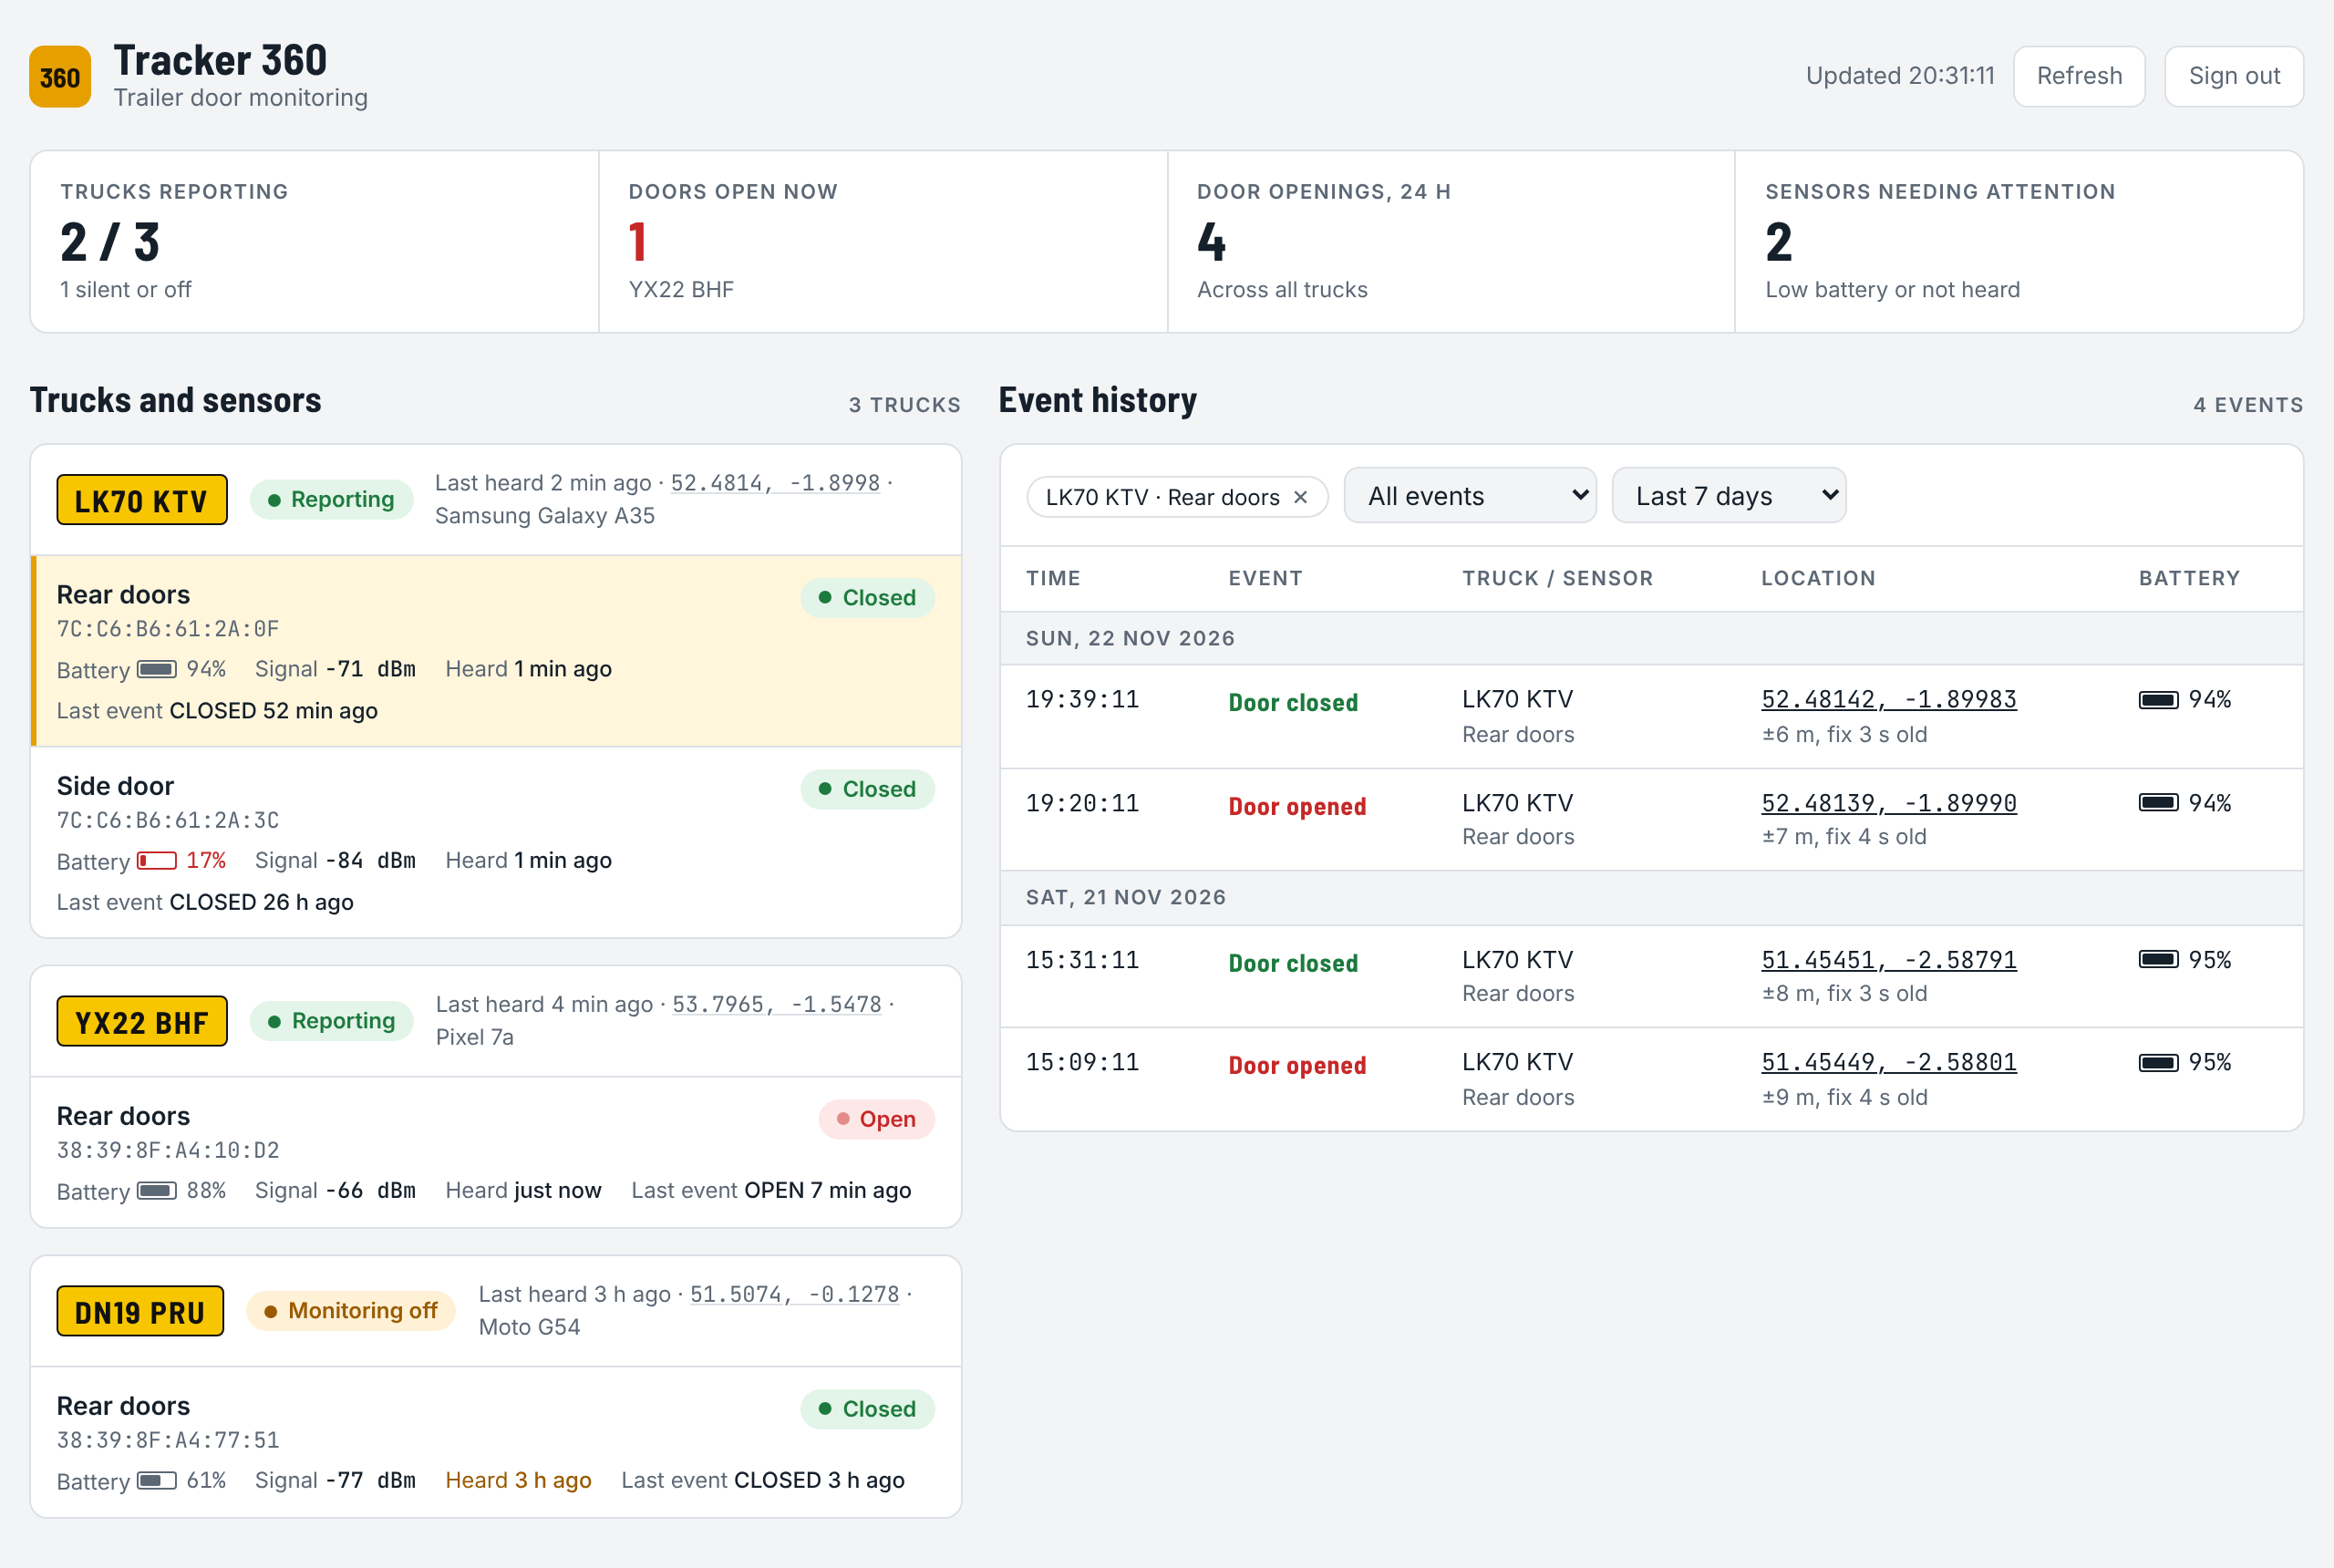 360
Tracker 360
Trailer door monitoring
Updated 20:31:11
Refresh
Sign out
TRUCKS REPORTING
2 / 3
1 silent or off
DOORS OPEN NOW
1
YX22 BHF
DOOR OPENINGS, 24 H
4
Across all trucks
SENSORS NEEDING ATTENTION
2
Low battery or not heard
Trucks and sensors
3 TRUCKS
LK70 KTV
Reporting
Last heard 2 min ago · 52.4814, -1.8998 ·
Samsung Galaxy A35
Rear doors
Closed
7C:C6:B6:61:2A:0F
Battery 94% Signal -71 dBm Heard 1 min ago
Last event CLOSED 52 min ago
Side door
Closed
7C:C6:B6:61:2A:3C
Battery 17% Signal -84 dBm Heard 1 min ago
Last event CLOSED 26 h ago
YX22 BHF
Reporting
Last heard 4 min ago · 53.7965, -1.5478 ·
Pixel 7a
Rear doors
Open
38:39:8F:A4:10:D2
Battery 88% Signal -66 dBm Heard just now Last event OPEN 7 min ago
DN19 PRU
Monitoring off
Last heard 3 h ago · 51.5074, -0.1278 ·
Moto G54
Rear doors
Closed
38:39:8F:A4:77:51
Battery 61% Signal -77 dBm Heard 3 h ago Last event CLOSED 3 h ago
Event history
4 EVENTS
LK70 KTV · Rear doors ×
All events
Last 7 days
TIME EVENT TRUCK / SENSOR LOCATION BATTERY
SUN, 22 NOV 2026
19:39:11 Door closed LK70 KTV 52.48142, -1.89983 94%
Rear doors ±6 m, fix 3 s old
19:20:11 Door opened LK70 KTV 52.48139, -1.89990 94%
Rear doors ±7 m, fix 4 s old
SAT, 21 NOV 2026
15:31:11 Door closed LK70 KTV 51.45451, -2.58791 95%
Rear doors ±8 m, fix 3 s old
15:09:11 Door opened LK70 KTV 51.45449, -2.58801 95%
Rear doors ±9 m, fix 4 s old